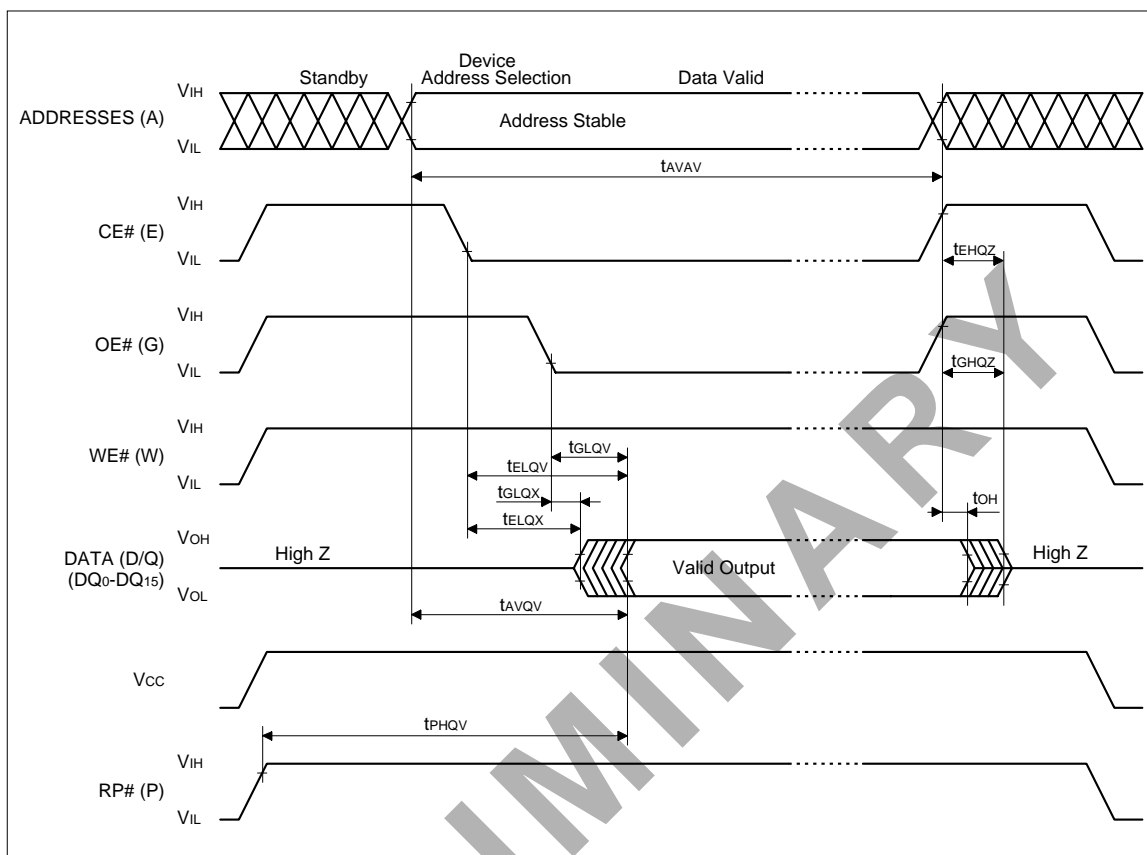 Device
Standby Address Selection Data Valid
VIH
ADDRESSES (A)
Address Stable
VIL
tAVAV
VIH
CE# (E)
VIL
tEHQZ
VIH
OE# (G)
VIL
tGHQZ
VIH
WE# (W)
tGLQV
tELQV
VIL
tGLQX
tOH
tELQX
VOH
High Z
High Z
DATA (D/Q)
Valid Output
(DQ0-DQ15)
VOL
tAVQV
VCC
tPHQV
VIH
RP# (P)
VIL
IMINARY